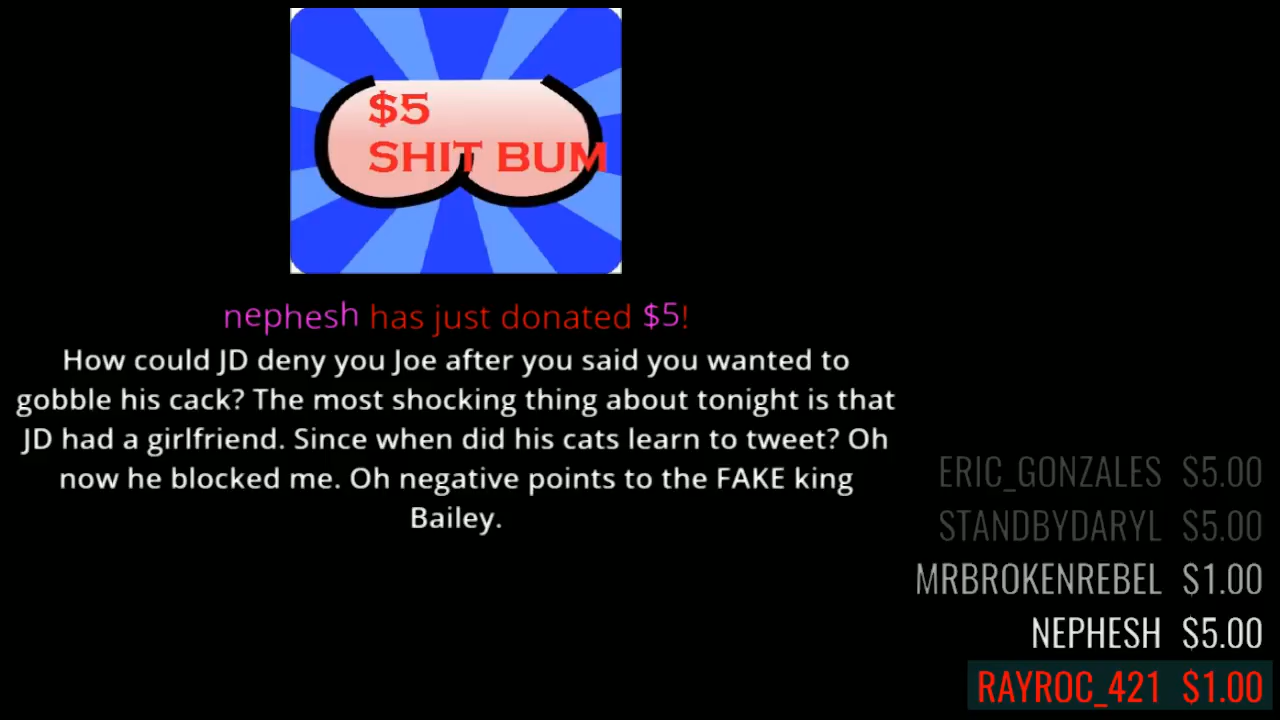 $5
SHIT BUM
nephesh has just donated $5!
How could JD deny you Joe after you said you wanted to
gobble his cack? The most shocking thing about tonight is that
JD had a girlfriend. Since when did his cats learn to tweet? Oh
now he blocked me. Oh negative points to the FAKE king
Bailey.
ERIC_GONZALES $5.00
STANDBYDARYL $5.00
MRBROKENREBEL $1.00
NEPHESH $5.00
RAYROC_421 $1.00